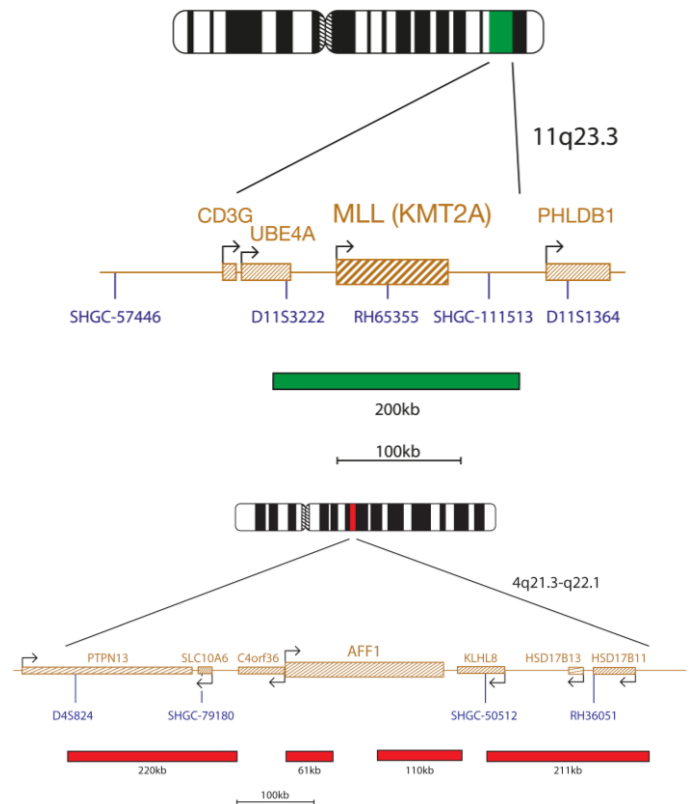 11q23.3
CD3G
UBE4A
MLL (KMT2A)
PHLDB1
SHGC-57446
D11S3222
RH65355
SHGC-111513
D11S1364
200kb
100kb
4q21.3-q22.1
PTPN13
SLC10A6
C4orf36
AFF1
KLHL8
HSD17B13
HSD17B11
D4S824
SHGC-79180
SHGC-50512
RH36051
220kb
61kb
110kb
211kb
100kb